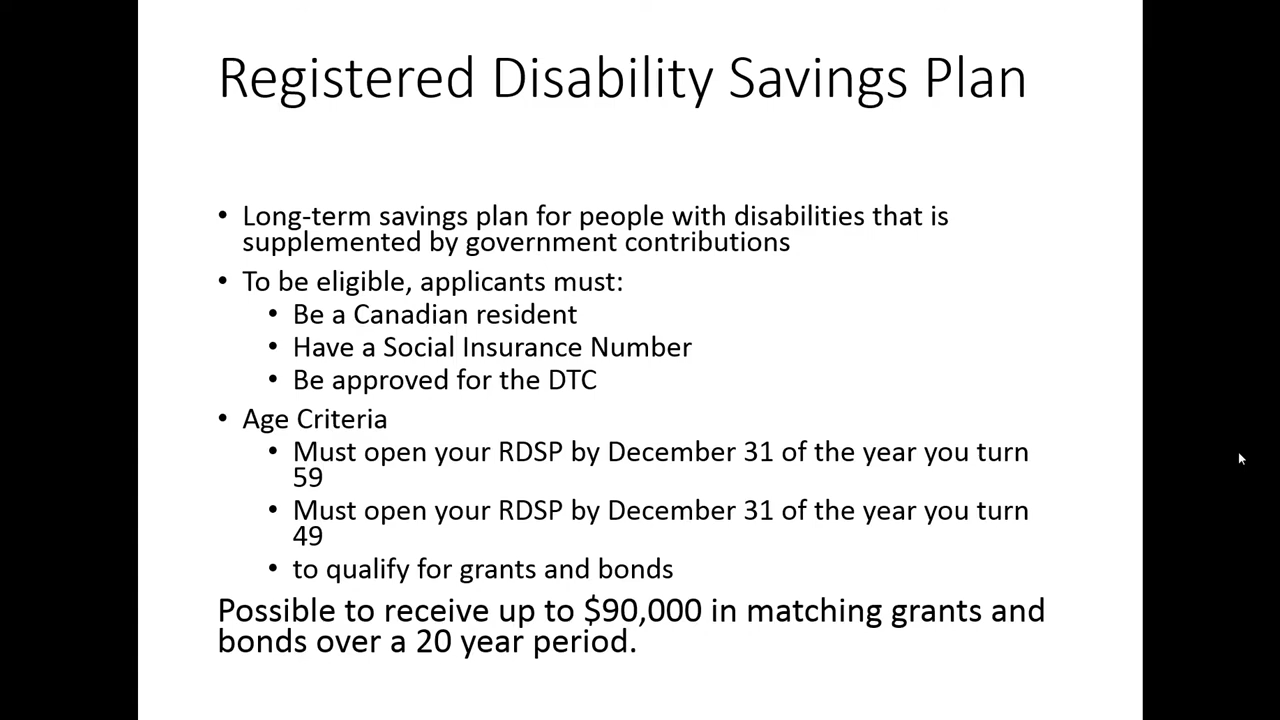 Registered Disability Savings Plan
• Long-term savings plan for people with disabilities that is
supplemented by government contributions
• To be eligible, applicants must:
• Be a Canadian resident
• Have a Social Insurance Number
• Be approved for the DTC
• Age Criteria
• Must open your RDSP by December 31 of the year you turn
59
• Must open your RDSP by December 31 of the year you turn
49
• to qualify for grants and bonds
Possible to receive up to $90,000 in matching grants and
bonds over a 20 year period.